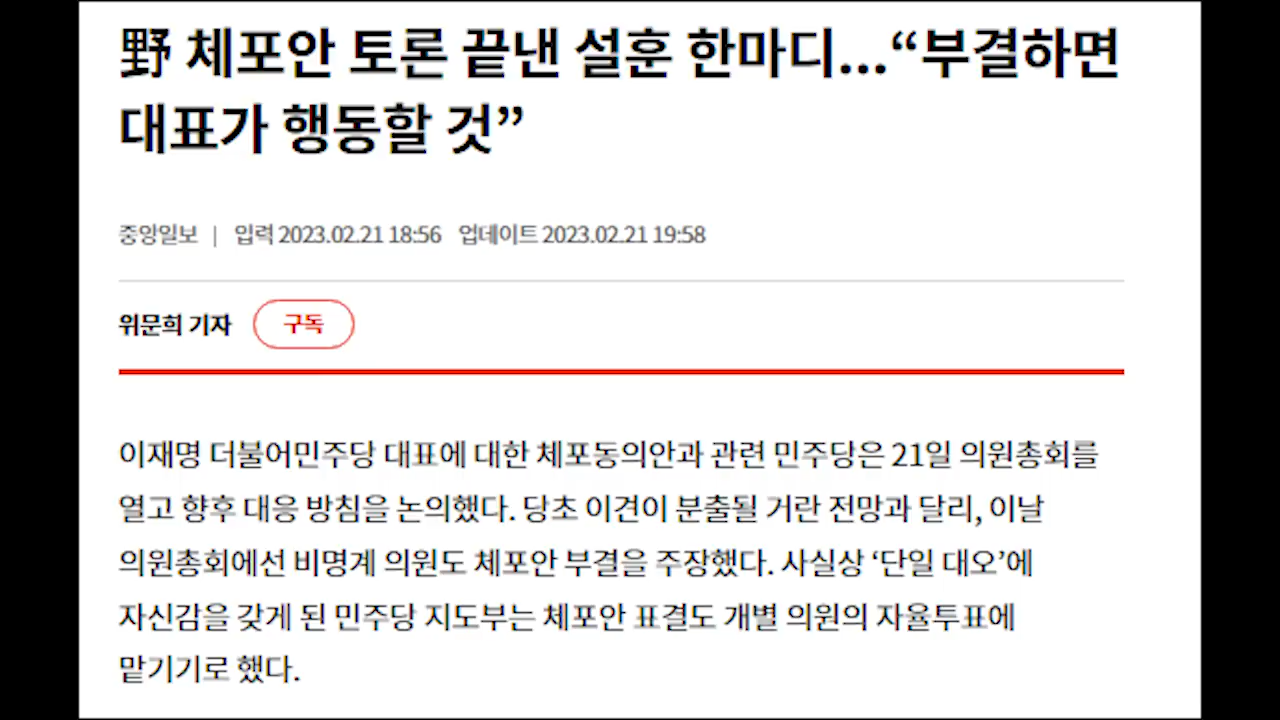 野 체포안 토론 끝낸 설훈 한마디...“부결하면
대표가 행동할 것”
중앙일보 | 입력 2023.02.21 18:56 업데이트 2023.02.21 19:58
위문희 기자 구독
이재명 더불어민주당 대표에 대한 체포동의안과 관련 민주당은 21일 의원총회를
열고 향후 대응 방침을 논의했다. 당초 이견이 분출될 거란 전망과 달리, 이날
의원총회에선 비명계 의원도 체포안 부결을 주장했다. 사실상 ‘단일 대오’에
자신감을 갖게 된 민주당 지도부는 체포안 표결도 개별 의원의 자율투표에
맡기기로 했다.